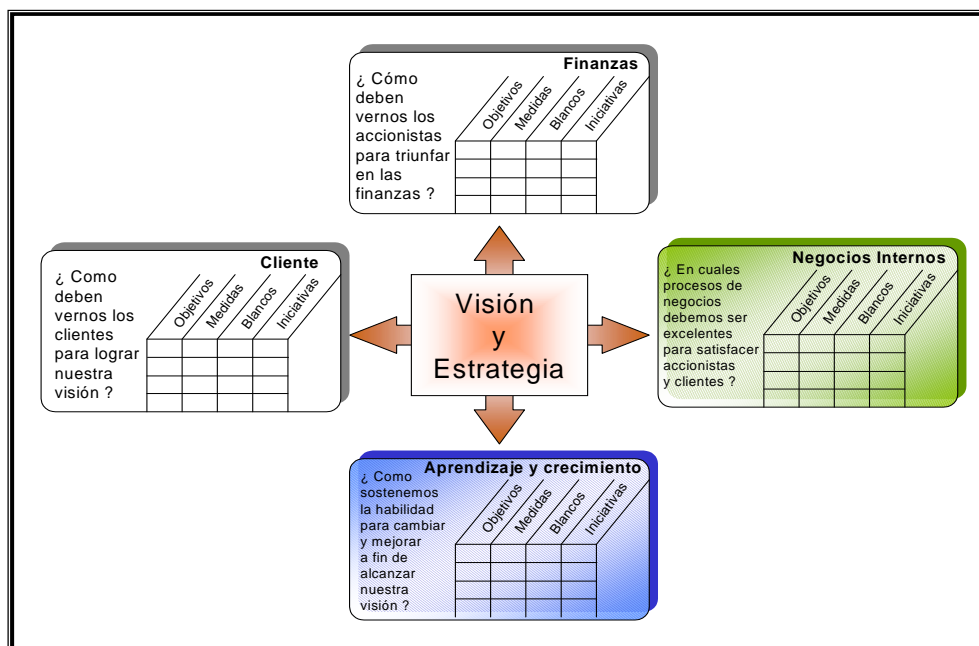 Finanzas
¿ Cómo
deben
vernos los
accionistas
para triunfar
en las
finanzas ?
Objetivos
Medidas
Blancos
Iniciativas
Cliente
¿ Como
deben
vernos los
clientes
para lograr
nuestra
visión ?
Objetivos
Medidas
Blancos
Iniciativas
Visión
y
Estrategia
Negocios Internos
¿ En cuales
procesos de
negocios
debemos ser
excelentes
para satisfacer
accionistas
y clientes ?
Objetivos
Medidas
Blancos
Iniciativas
Aprendizaje y crecimiento
¿ Como
sostenemos
la habilidad
para cambiar
y mejorar
a fin de
alcanzar
nuestra
visión ?
Objetivos
Medidas
Blancos
Iniciativas